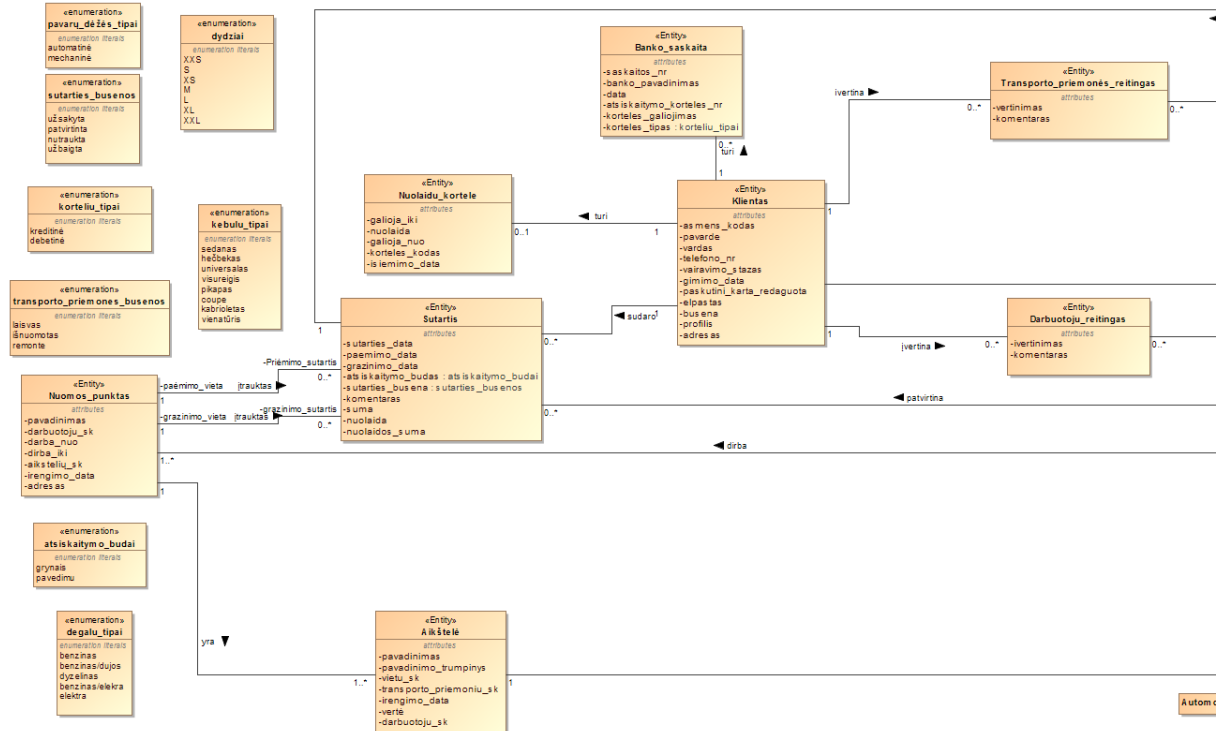 «enumeration»
pavarų_dėžės_tipai
enumeration literals
automatinė
mechaninė
«enumeration»
dydziai
enumeration literals
XXS
S
XS
M
L
XL
XXL
«enumeration»
sutarties_busenos
enumeration literals
užsakyta
patvirtinta
nutraukta
užbaigta
«enumeration»
korteliu_tipai
enumeration literals
kreditinė
debetinė
«enumeration»
kebulu_tipai
enumeration literals
sedanas
hečbekas
universalas
visureigis
pikapas
coupe
kabrioletas
vienatūris
«enumeration»
transporto_priemones_busenos
enumeration literals
laisvas
išnuomotas
remonte
«Entity»
Banko_saskaita
attributes
-saskaitos_nr
-banko_pavadinimas
-data
-atsiskaitymo_korteles_nr
-korteles_galiojimas
-korteles_tipas : korteliu_tipai
0..*
turi
1
«Entity»
Transporto_priemonės_reitingas
attributes
-vertinimas
-komentaras
ivertina
0..*
0..*
1
«Entity»
Nuolaidu_kortele
attributes
-galioja_iki
-nuolaida
-galioja_nuo
-korteles_kodas
-isiemimo_data
turi
0..1
1
«Entity»
Klientas
attributes
-asmens_kodas
-pavarde
-vardas
-telefono_nr
-vairavimo_stazas
-gimimo_data
-paskutini_karta_redaguota
-elpastas
-busena
-profilis
-adresas
«Entity»
Sutartis
attributes
-sutarties_data
-paemimo_data
-grazinimo_data
-atsiskaitymo_budas : atsiskaitymo_budai
-sutarties_busena : sutarties_busenos
-komentaras
-suma
-nuolaida
-nuolaidos_suma
1
sudaro
1
0..*
0..*
patvirtina
«Entity»
Darbuotoju_reitingas
attributes
-ivertinimas
-komentaras
1
įvertina
0..*
0..*
«Entity»
Nuomos_punktas
attributes
-pavadinimas
-darbuotoju_sk
-darba_nuo
-dirba_iki
-aikstelių_sk
-irengimo_data
-adresas
-paėmimo_vieta
įtrauktas
-Priėmimo_sutartis
1
0..*
-grazinimo_vieta
įtrauktas
-grazinimo_sutartis
1
0..*
dirba
1..*
1
«enumeration»
atsiskaitymo_budai
enumeration literals
grynais
pavedimu
«enumeration»
degalu_tipai
enumeration literals
benzinas
benzinas/dujos
dyzelinas
benzinas/elekra
elektra
yra
1..*
«Entity»
Aikštelė
attributes
-pavadinimas
-pavadinimo_trumpinys
-vietu_sk
-transporto_priemoniu_sk
-irengimo_data
-vertė
-darbuotoju_sk
1
Automo